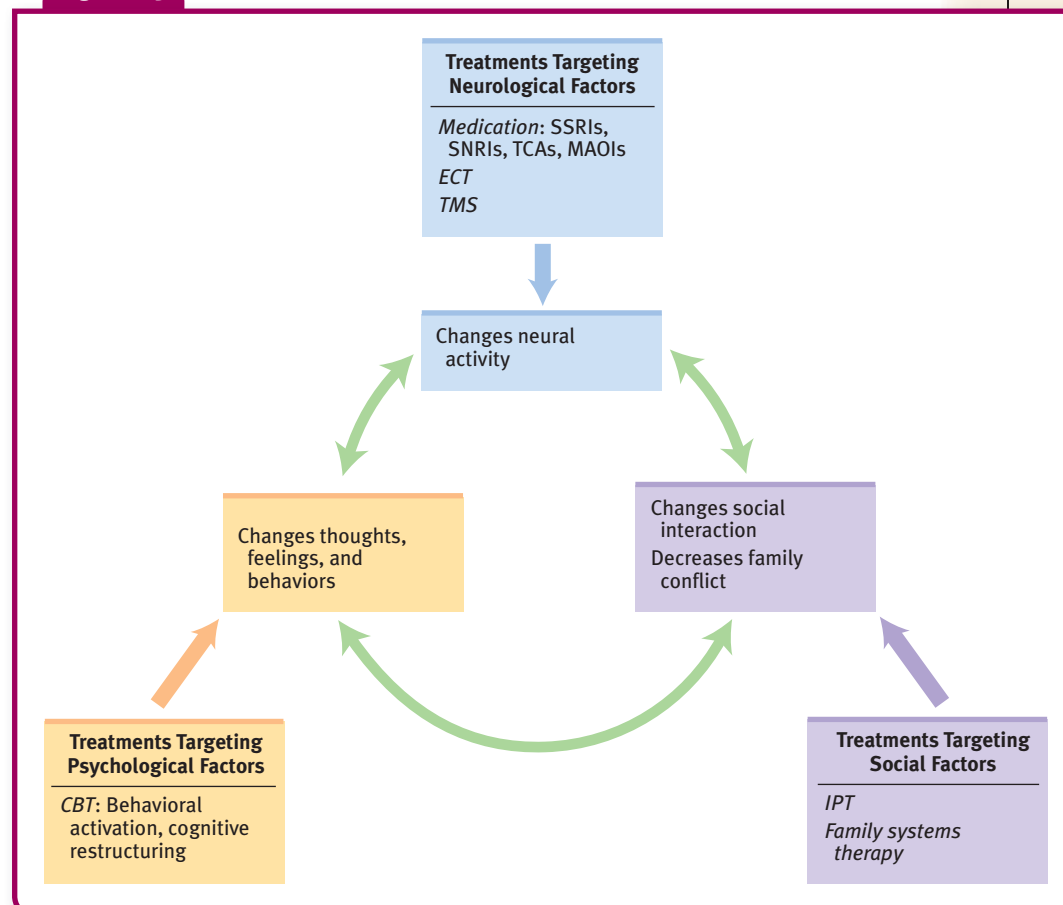 Treatments Targeting
Neurological Factors
Medication: SSRIs,
SNRIs, TCAs, MAOIs
ECT
TMS
Changes neural
activity
Changes thoughts,
feelings, and
behaviors
Changes social
interaction
Decreases family
conflict
Treatments Targeting
Psychological Factors
CBT: Behavioral
activation, cognitive
restructuring
Treatments Targeting
Social Factors
IPT
Family systems
therapy